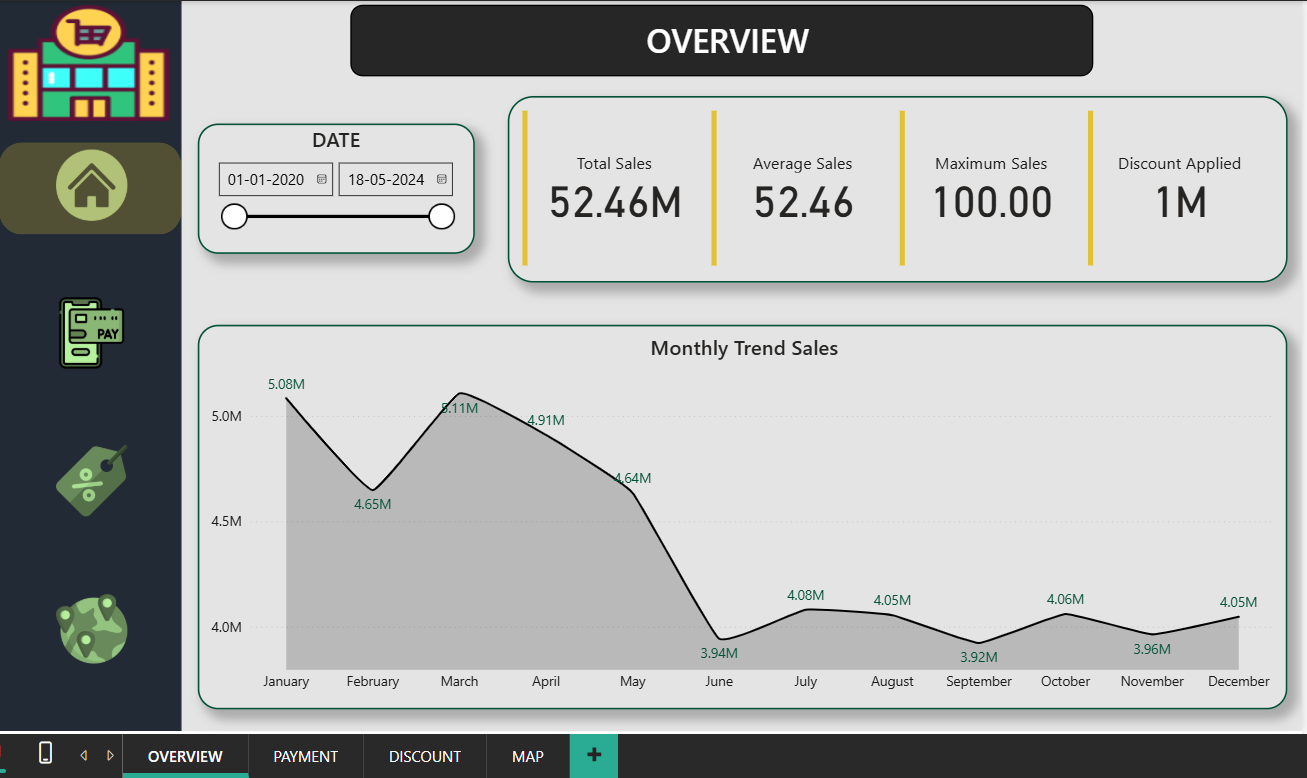 OVERVIEW
DATE
01-01-2020 18-05-2024
Total Sales Average Sales Maximum Sales Discount Applied
52.46M 52.46 100.00 1M
PAY
%
Monthly Trend Sales
5.08M
5.11M
4.91M
4.65M
4.64M
4.08M 4.05M 4.06M 4.05M
3.94M 3.92M 3.96M
5.0M
4.5M
4.0M
January February March April May June July August September October November December
OVERVIEW PAYMENT DISCOUNT MAP +